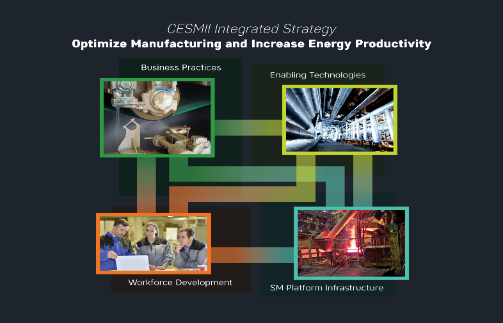 CESMII Integrated Strategy
Optimize Manufacturing and Increase Energy Productivity
Business Practices
Enabling Technologies
Workforce Development
SM Platform Infrastructure